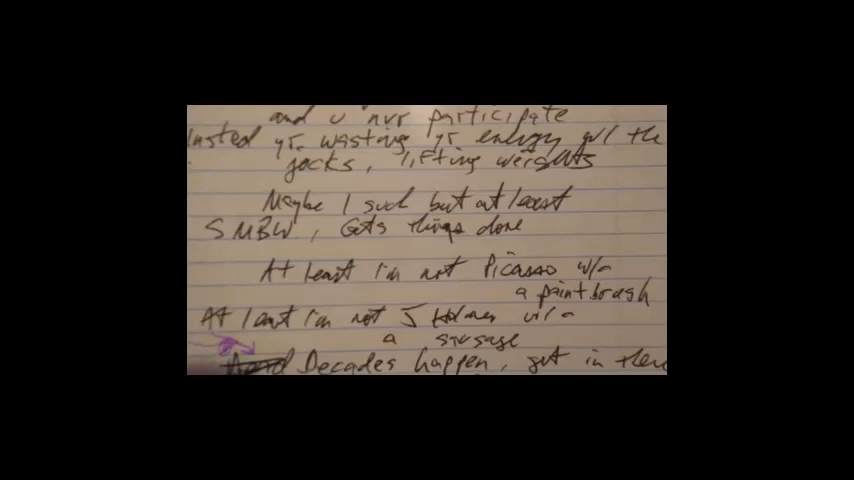 and u nvr participate
yr. wasting yr energy w/ the
jocks, lifting weights
Maybe I suck but at least
SMBW, Gets things done
At least i'm not Picasso w/a
a paintbrush
At least i'm not J Holmes w/a
a sausage
Decades happen, get in there